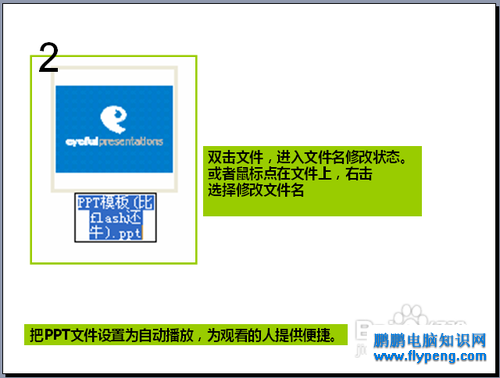 2
eyeful presentations
双击文件，进入文件名修改状态。
或者鼠标点在文件上，右击
选择修改文件名
PPT模板(比
flash还
牛).ppt
把PPT文件设置为自动播放，为观看的人提供便捷。
鹏鹏电脑知识网
www.flypeng.com